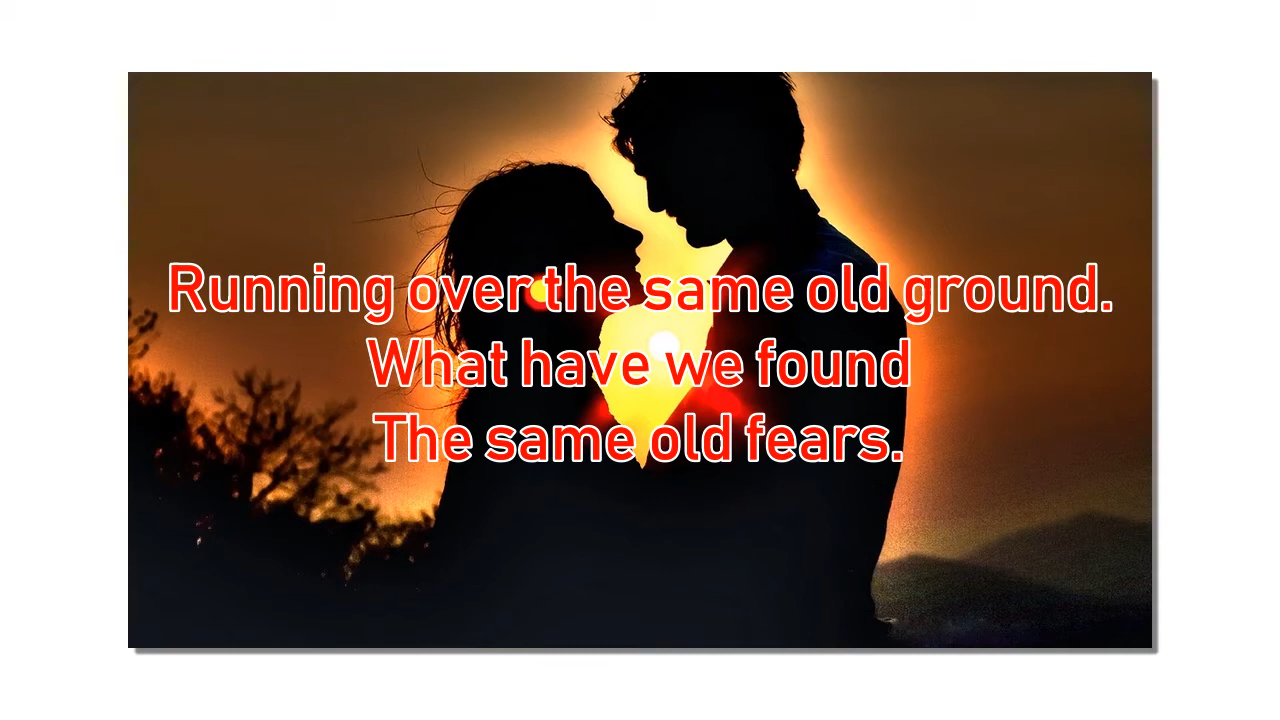 Running over the same old ground.
What have we found
The same old fears.